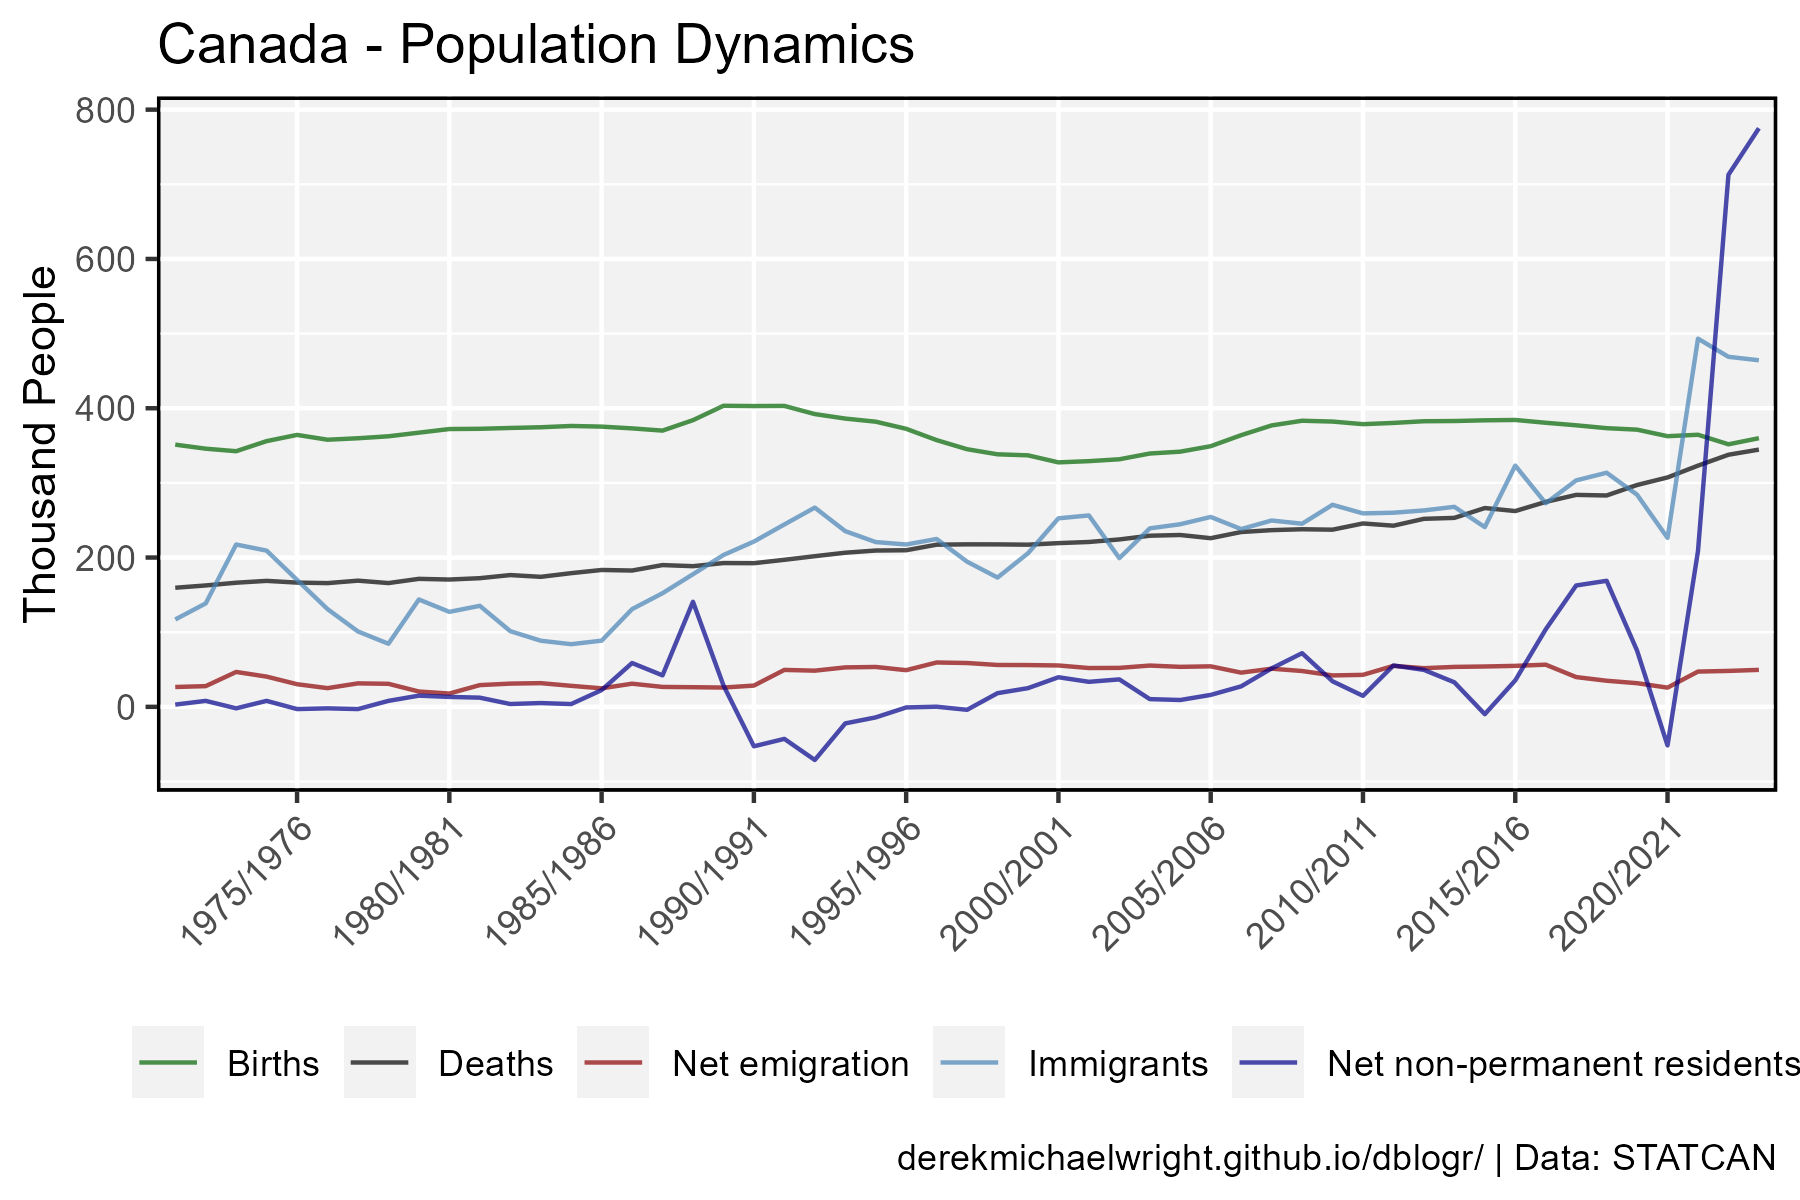 Canada - Population Dynamics
Thousand People
800
600
400
200
0
1975/1976
1980/1981
1985/1986
1990/1991
1995/1996
2000/2001
2005/2006
2010/2011
2015/2016
2020/2021
Births
Deaths
Net emigration
Immigrants
Net non-permanent residents
derekmichaelwright.github.io/dblogr/ | Data: STATCAN